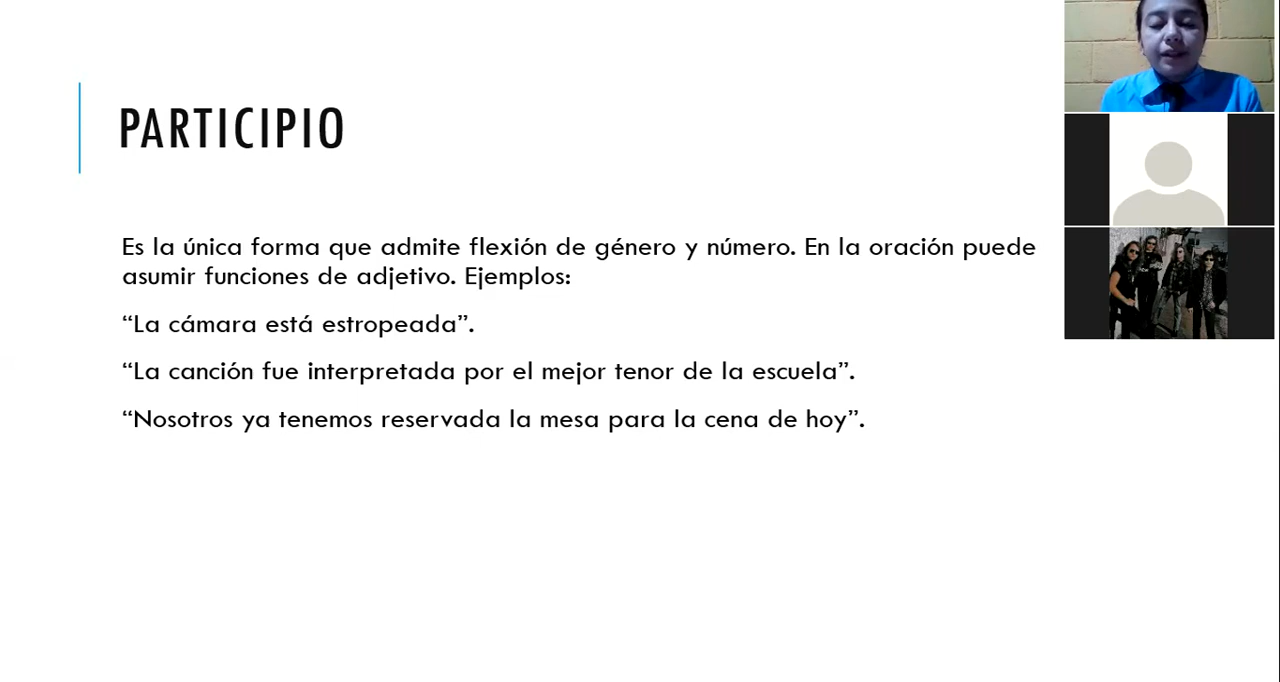 PARTICIPIO
Es la única forma que admite flexión de género y número. En la oración puede
asumir funciones de adjetivo. Ejemplos:
“La cámara está estropeada”.
“La canción fue interpretada por el mejor tenor de la escuela”.
“Nosotros ya tenemos reservada la mesa para la cena de hoy”.